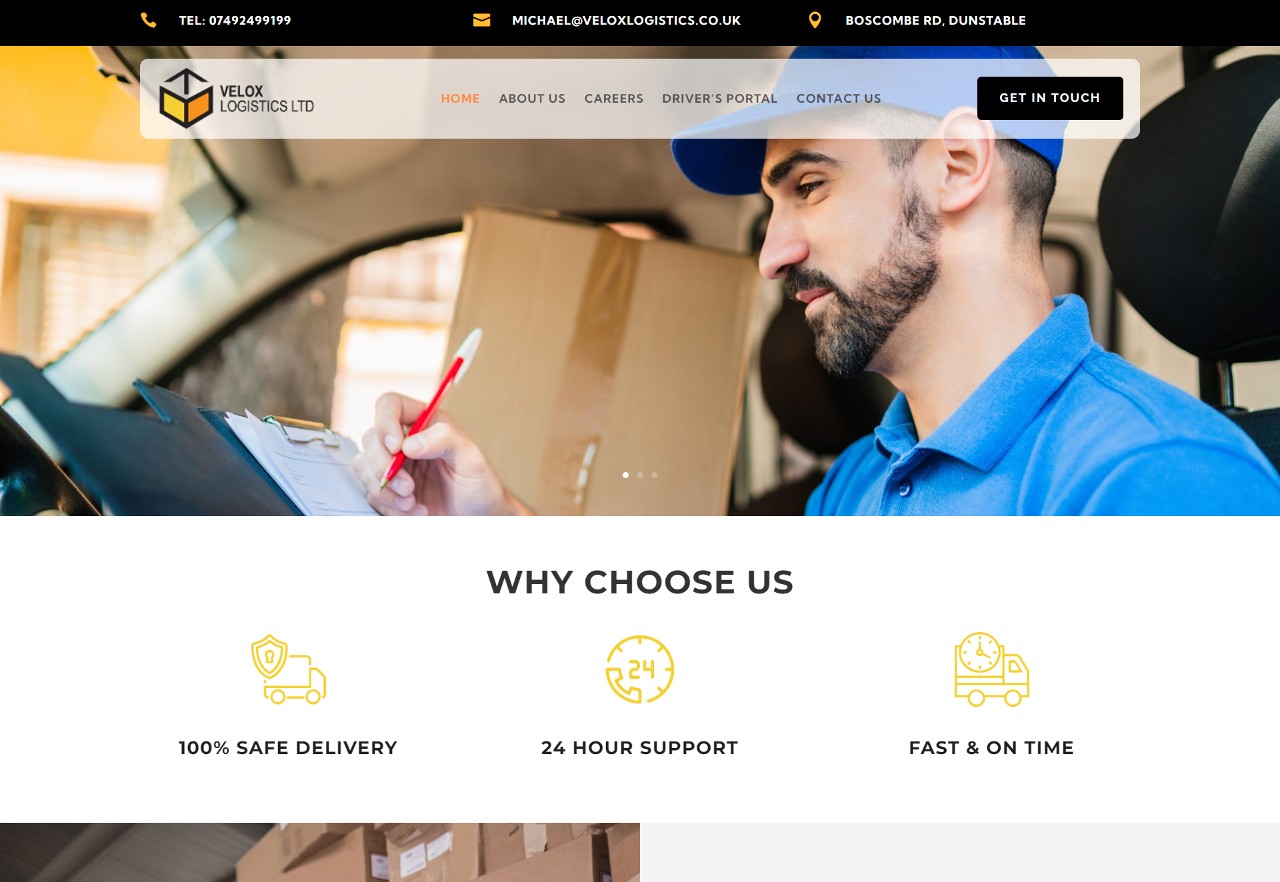 TEL: 07492499199
MICHAEL@VELOXLOGISTICS.CO.UK
BOSCOMBE RD, DUNSTABLE
VELOX
LOGISTICS LTD
HOME
ABOUT US
CAREERS
DRIVER'S PORTAL
CONTACT US
GET IN TOUCH
WHY CHOOSE US
24
100% SAFE DELIVERY
24 HOUR SUPPORT
FAST & ON TIME